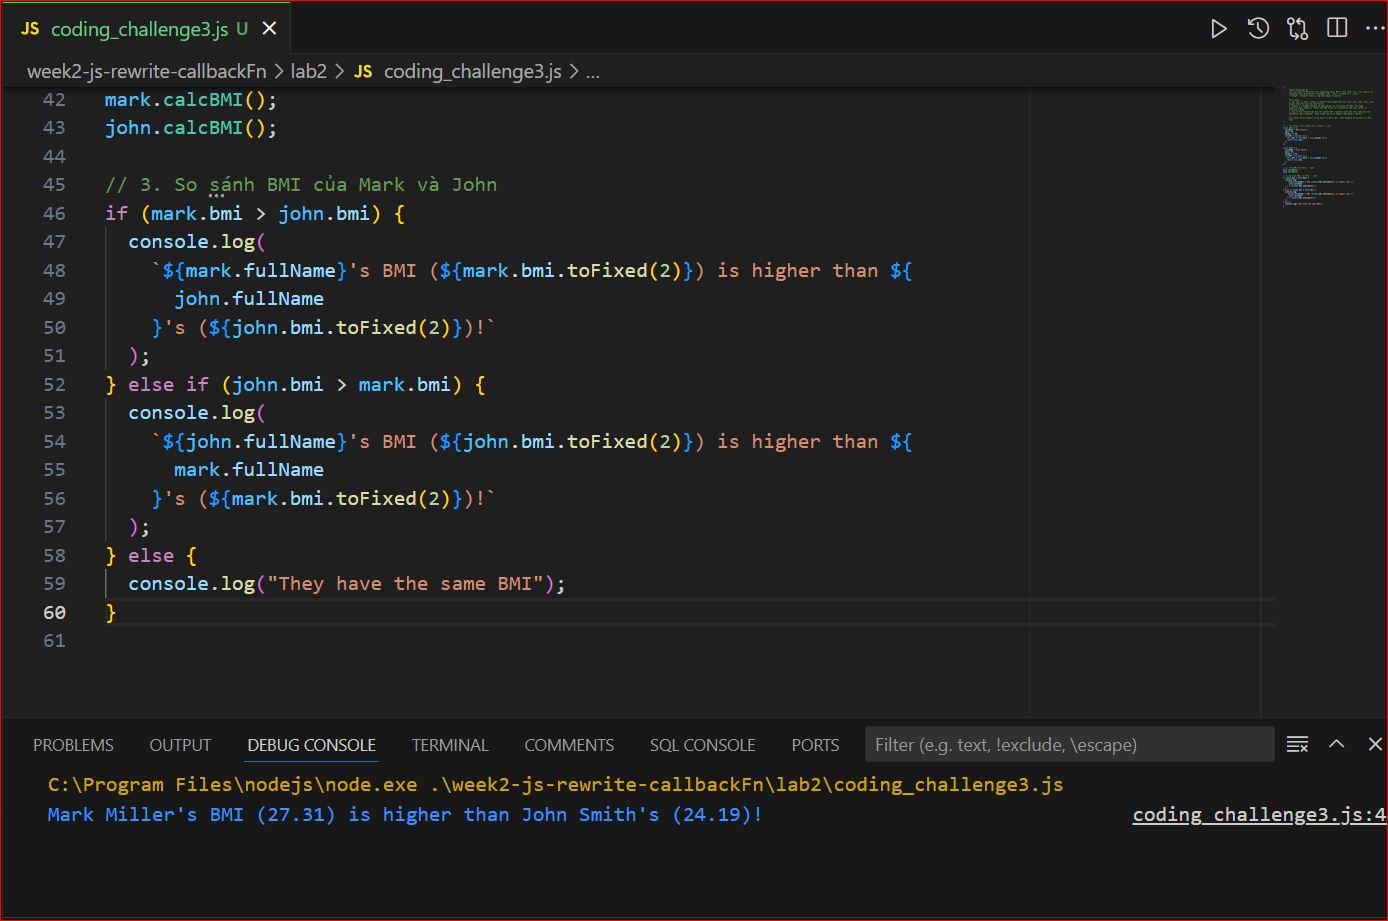 JS coding_challenge3.js U
week2-js-rewrite-callbackFn > lab2 > JS coding_challenge3.js > ...
42 mark.calcBMI();
43 john.calcBMI();
44
45 // 3. So sánh BMI của Mark và John
46 if (mark.bmi > john.bmi) {
47 console.log(
48 `${mark.fullName}'s BMI (${mark.bmi.toFixed(2)}) is higher than ${
49 john.fullName
50 }'s (${john.bmi.toFixed(2)})!`
51 );
52 } else if (john.bmi > mark.bmi) {
53 console.log(
54 `${john.fullName}'s BMI (${john.bmi.toFixed(2)}) is higher than ${
55 mark.fullName
56 }'s (${mark.bmi.toFixed(2)})!`
57 );
58 } else {
59 console.log("They have the same BMI");
60 }
61
PROBLEMS OUTPUT DEBUG CONSOLE TERMINAL COMMENTS SQL CONSOLE PORTS Filter (e.g. text, !exclude, \escape)
C:\Program Files\nodejs\node.exe .\week2-js-rewrite-callbackFn\lab2\coding_challenge3.js
Mark Miller's BMI (27.31) is higher than John Smith's (24.19)! coding_challenge3.js:4